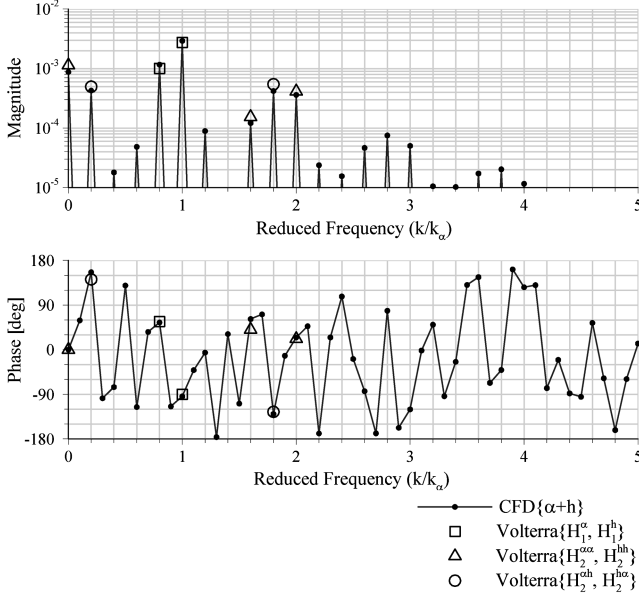 10⁻²
10⁻³
10⁻⁴
10⁻⁵
Magnitude
0 1 2 3 4 5
Reduced Frequency (k/kα)
180
90
0
-90
-180
Phase [deg]
0 1 2 3 4 5
Reduced Frequency (k/kα)
CFD{α+h}
Volterra{H₁^α, H₁^h}
Volterra{H₂^αα, H₂^hh}
Volterra{H₂^αh, H₂^hα}